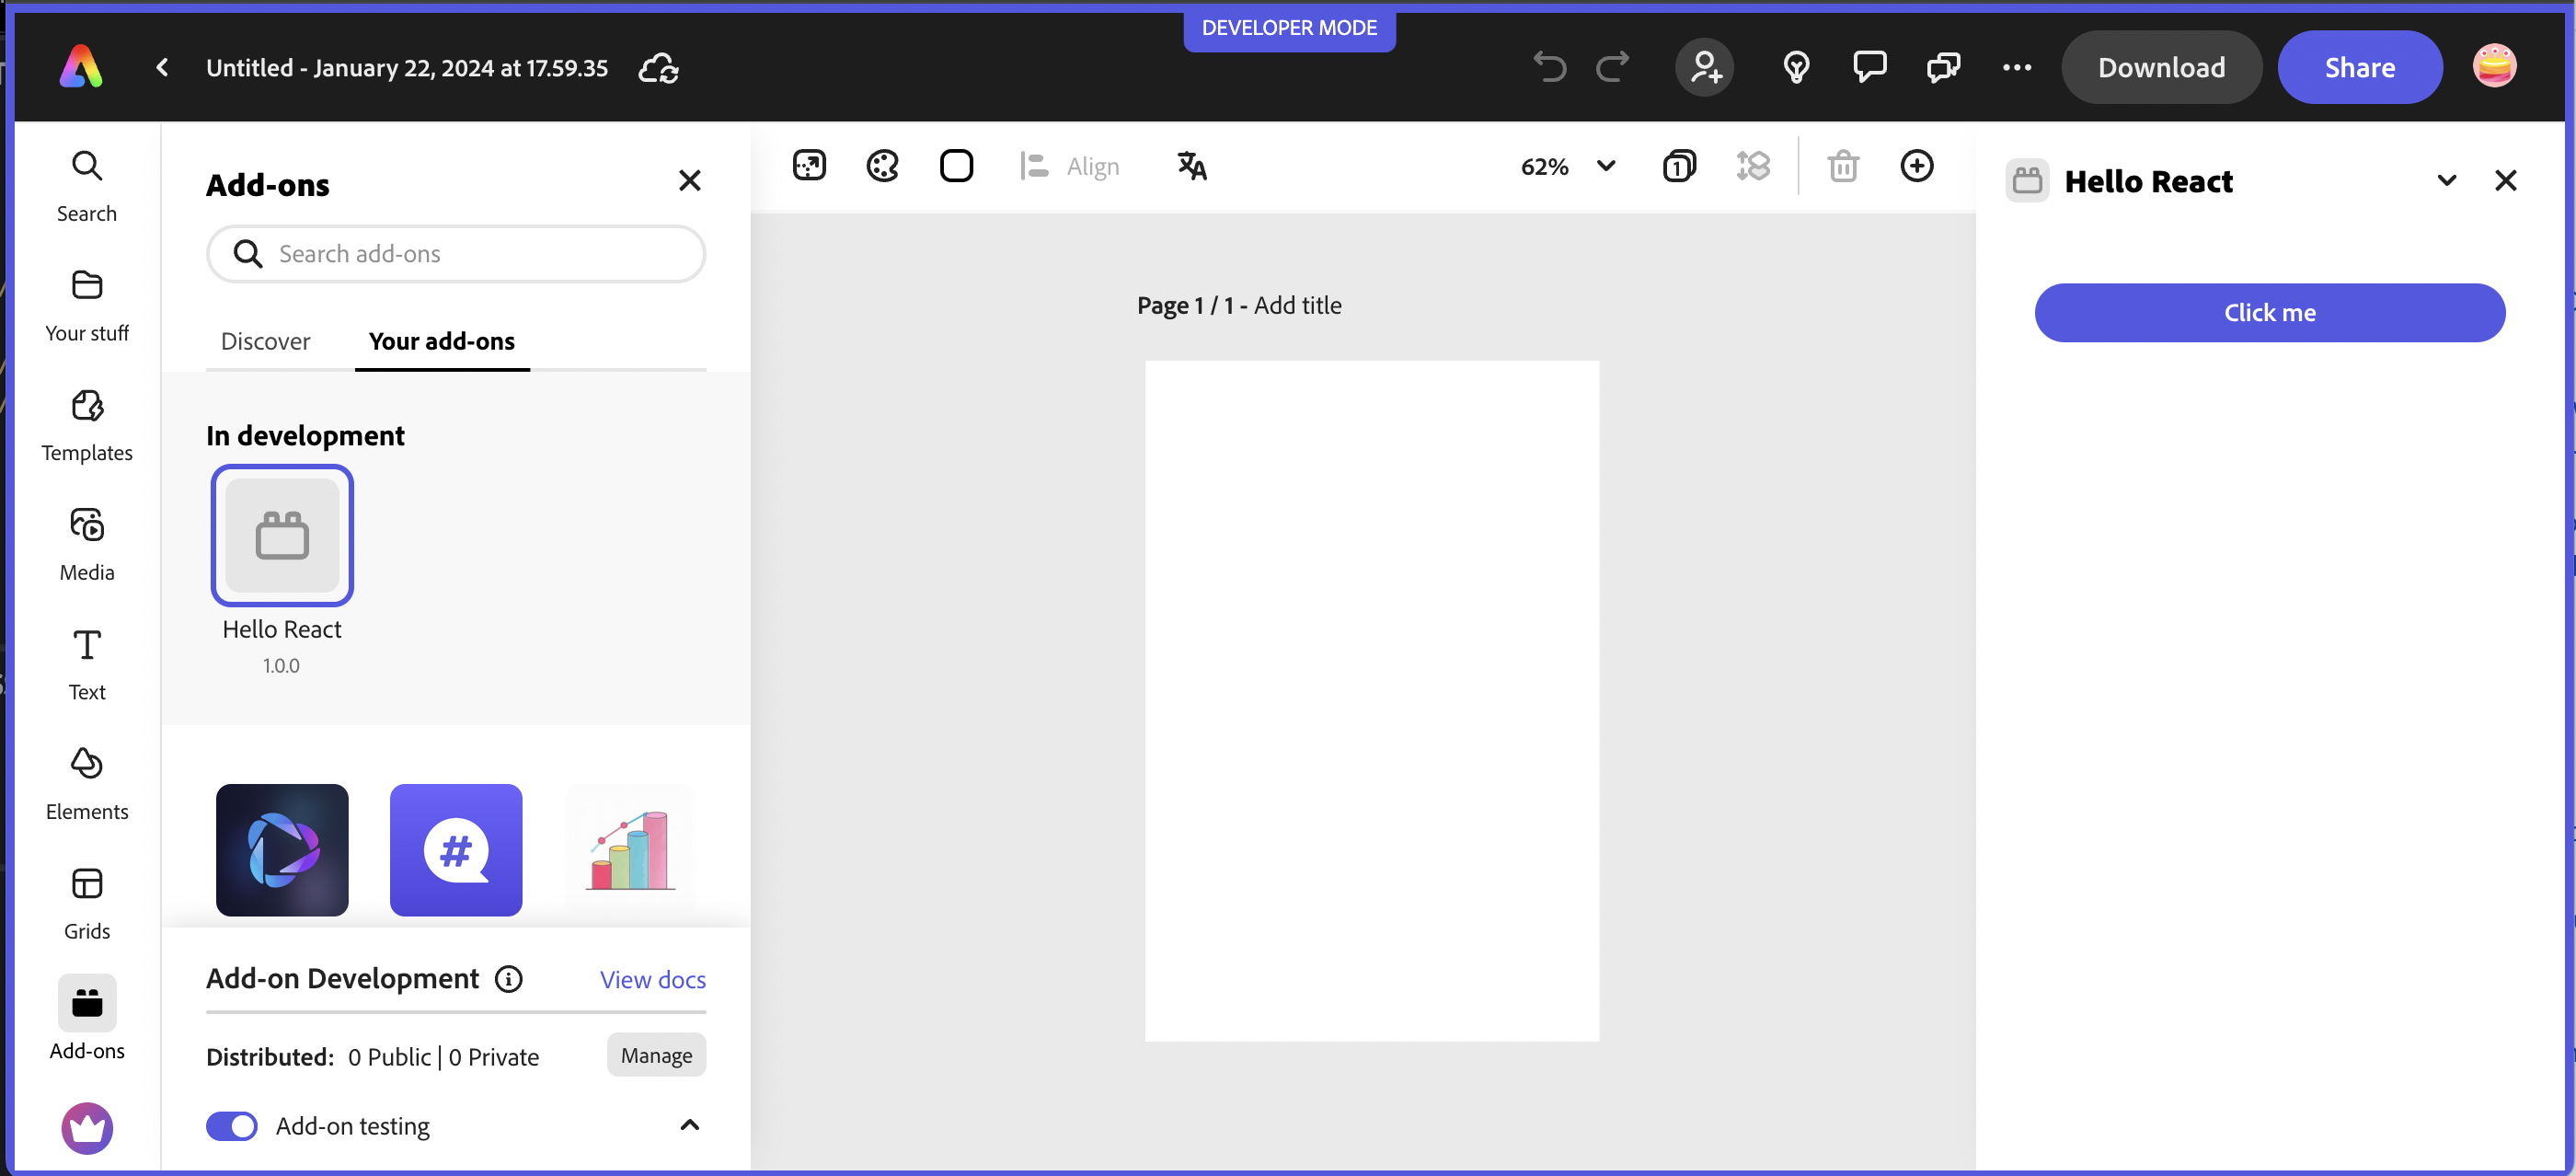 DEVELOPER MODE
Untitled - January 22, 2024 at 17.59.35
Download
Share
Search
Your stuff
Templates
Media
Text
Elements
Grids
Add-ons
Add-ons
Search add-ons
Discover
Your add-ons
In development
Hello React
1.0.0
#
Add-on Development
View docs
Distributed: 0 Public | 0 Private
Manage
Add-on testing
Align
62%
1
Page 1 / 1 - Add title
Hello React
Click me